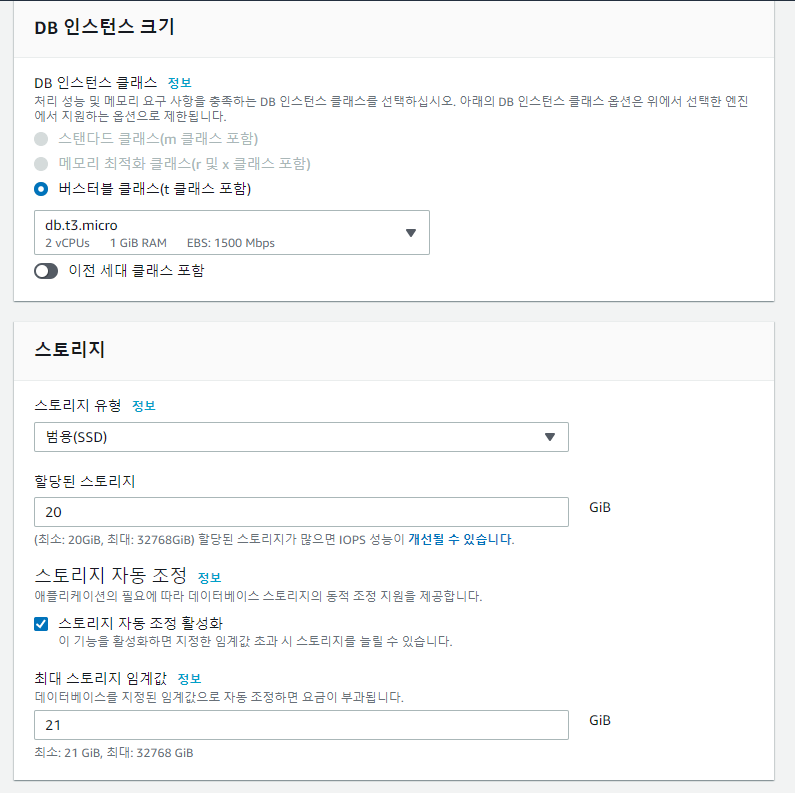 DB 인스턴스 크기
DB 인스턴스 클래스 정보
처리 성능 및 메모리 요구 사항을 충족하는 DB 인스턴스 클래스를 선택하십시오. 아래의 DB 인스턴스 클래스 옵션은 위에서 선택한 엔진
에서 지원하는 옵션으로 제한됩니다.
스탠다드 클래스(m 클래스 포함)
메모리 최적화 클래스(r 및 x 클래스 포함)
버스터블 클래스(t 클래스 포함)
db.t3.micro
2 vCPUs 1 GiB RAM EBS: 1500 Mbps
이전 세대 클래스 포함
스토리지
스토리지 유형 정보
범용(SSD)
할당된 스토리지
20 GiB
(최소: 20GiB, 최대: 32768GiB) 할당된 스토리지가 많으면 IOPS 성능이 개선될 수 있습니다.
스토리지 자동 조정 정보
애플리케이션의 필요에 따라 데이터베이스 스토리지의 동적 조정 지원을 제공합니다.
스토리지 자동 조정 활성화
이 기능을 활성화하면 지정한 임계값 초과 시 스토리지를 늘릴 수 있습니다.
최대 스토리지 임계값 정보
데이터베이스를 지정된 임계값으로 자동 조정하면 요금이 부과됩니다.
21 GiB
최소: 21 GiB, 최대: 32768 GiB